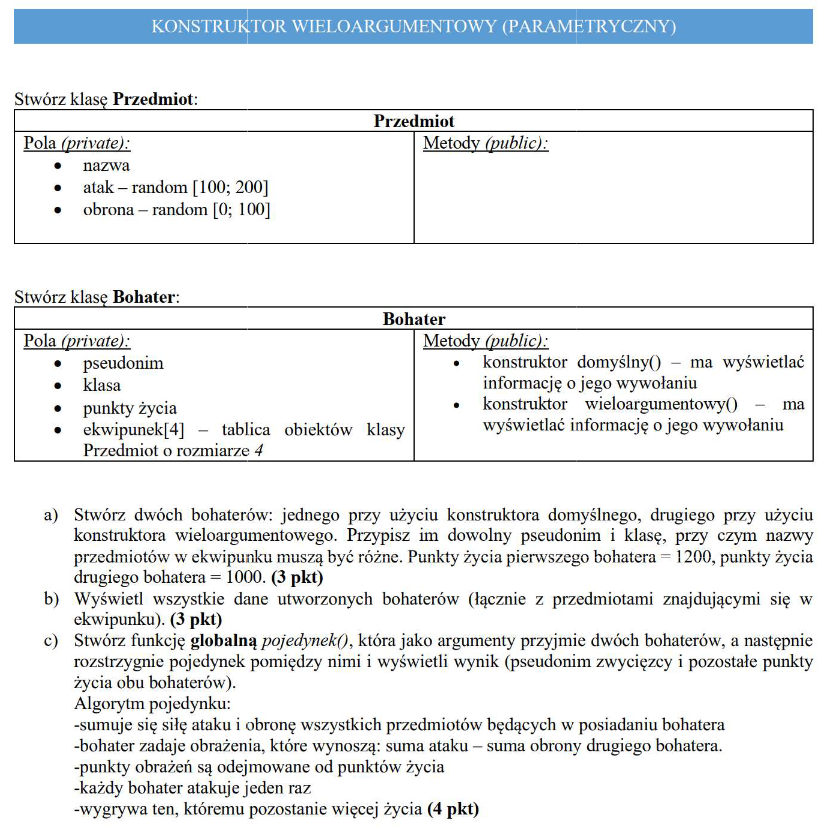 KONSTRUKTOR WIELOARGUMENTOWY (PARAMETRYCZNY)
Stwórz klasę Przedmiot:
Przedmiot
Pola (private):
• nazwa
• atak – random [100; 200]
• obrona – random [0; 100]
Metody (public):
Stwórz klasę Bohater:
Bohater
Pola (private):
• pseudonim
• klasa
• punkty życia
• ekwipunek[4] – tablica obiektów klasy
Przedmiot o rozmiarze 4
Metody (public):
• konstruktor domyślny() – ma wyświetlać
informację o jego wywołaniu
• konstruktor wieloargumentowy() – ma
wyświetlać informację o jego wywołaniu
a) Stwórz dwóch bohaterów: jednego przy użyciu konstruktora domyślnego, drugiego przy użyciu
konstruktora wieloargumentowego. Przypisz im dowolny pseudonim i klasę, przy czym nazwy
przedmiotów w ekwipunku muszą być różne. Punkty życia pierwszego bohatera = 1200, punkty życia
drugiego bohatera = 1000. (3 pkt)
b) Wyświetl wszystkie dane utworzonych bohaterów (łącznie z przedmiotami znajdującymi się w
ekwipunku). (3 pkt)
c) Stwórz funkcję globalną pojedynek(), która jako argumenty przyjmie dwóch bohaterów, a następnie
rozstrzygnie pojedynek pomiędzy nimi i wyświetli wynik (pseudonim zwycięzcy i pozostałe punkty
życia obu bohaterów).
Algorytm pojedynku:
-sumuje się siłę ataku i obronę wszystkich przedmiotów będących w posiadaniu bohatera
-bohater zadaje obrażenia, które wynoszą: suma ataku – suma obrony drugiego bohatera.
-punkty obrażeń są odejmowane od punktów życia
-każdy bohater atakuje jeden raz
-wygrywa ten, któremu pozostanie więcej życia (4 pkt)